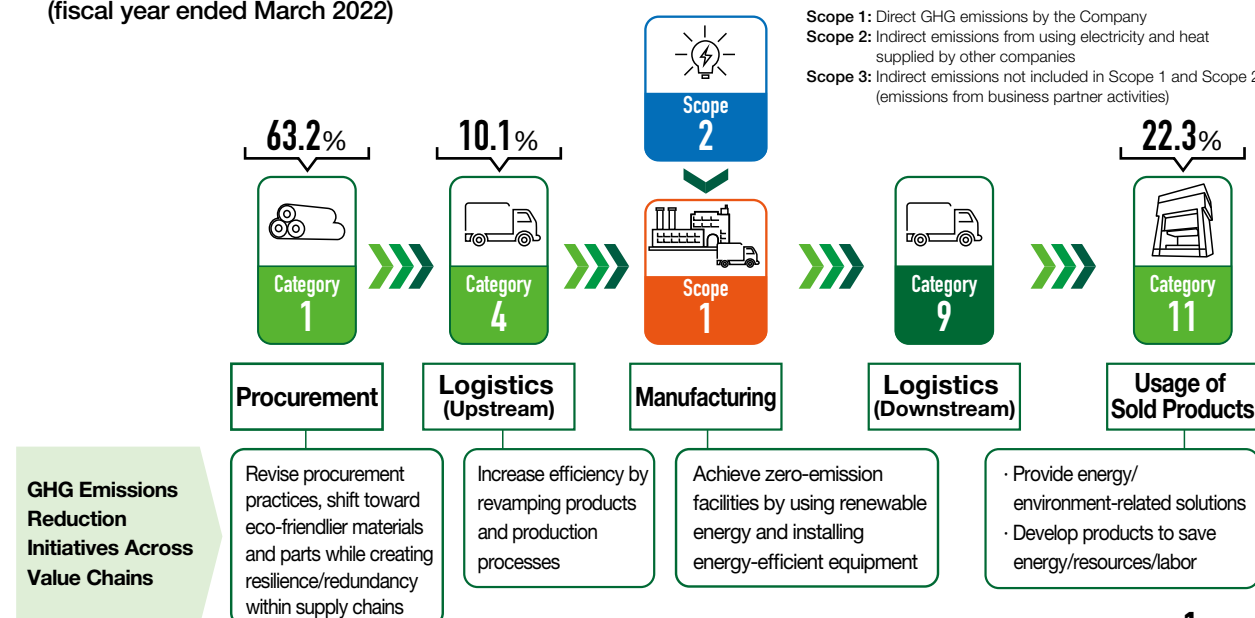 (fiscal year ended March 2022)
Scope 1: Direct GHG emissions by the Company
Scope 2: Indirect emissions from using electricity and heat
supplied by other companies
Scope 3: Indirect emissions not included in Scope 1 and Scope 2
(emissions from business partner activities)
Scope
2
63.2%
10.1%
22.3%
Category
1
Category
4
Scope
1
Category
9
Category
11
Procurement
Logistics
(Upstream)
Manufacturing
Logistics
(Downstream)
Usage of
Sold Products
GHG Emissions
Reduction
Initiatives Across
Value Chains
Revise procurement
practices, shift toward
eco-friendlier materials
and parts while creating
resilience/redundancy
within supply chains
Increase efficiency by
revamping products
and production
processes
Achieve zero-emission
facilities by using renewable
energy and installing
energy-efficient equipment
· Provide energy/
environment-related solutions
· Develop products to save
energy/resources/labor